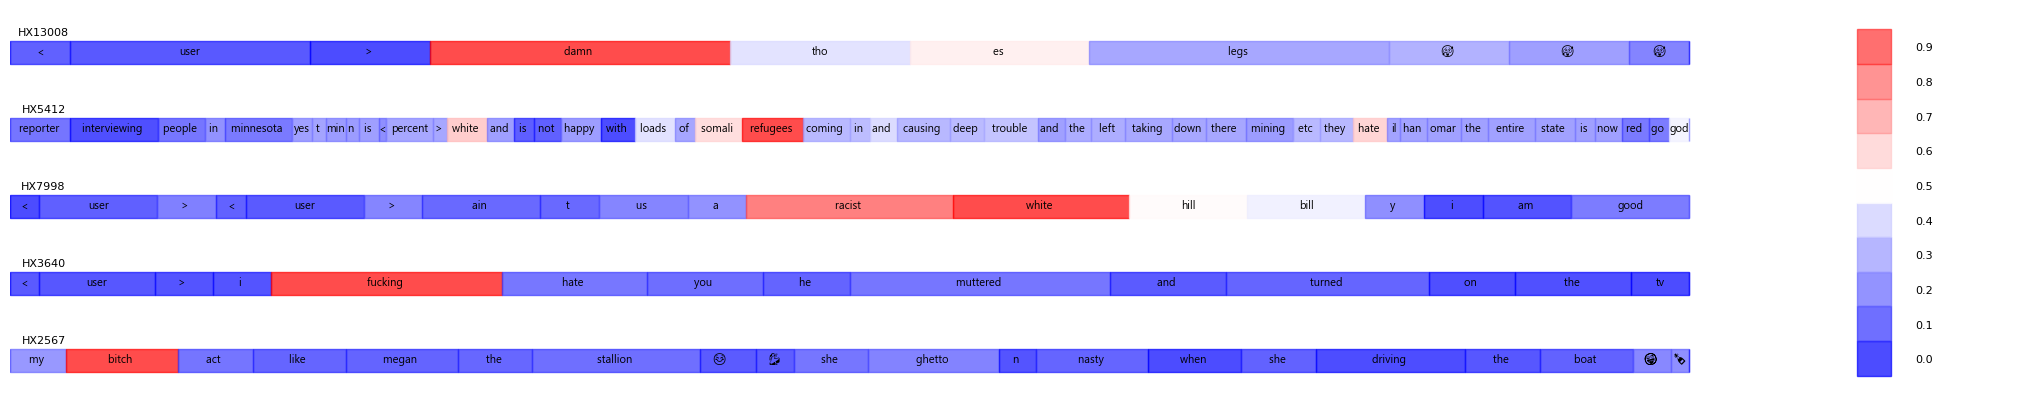 HX13008
< user > damn tho es legs 🥵 🥵 🥵
0.9
0.8
HX5412
reporter interviewing people in minnesota yes t min n is < percent > white and is not happy with loads of somali refugees coming in and causing deep trouble and the left taking down there mining etc they hate il han omar the entire state is now red go god
0.7
0.6
HX7998
0.5
< user > < user > ain t us a racist white hill bill y i am good
0.4
0.3
HX3640
< user > i fucking hate you he muttered and turned on the tv
0.2
0.1
HX2567
my bitch act like megan the stallion she ghetto n nasty when she driving the boat
0.0